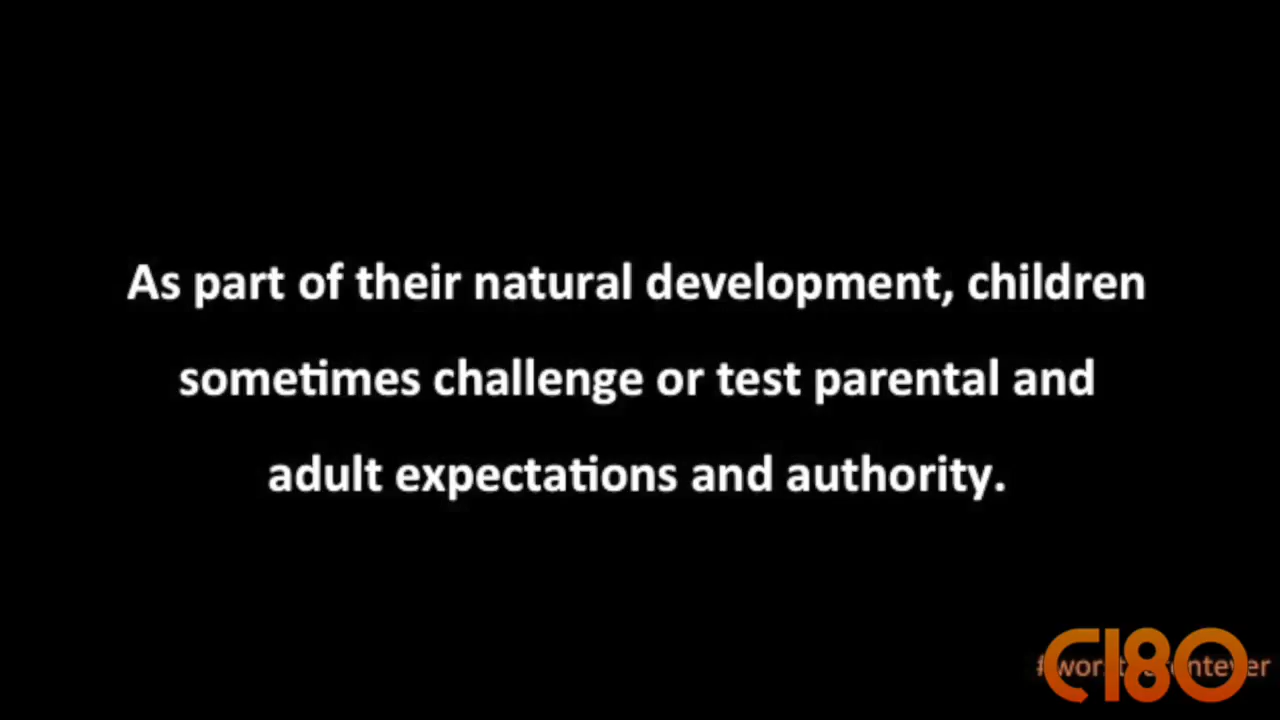 As part of their natural development, children
sometimes challenge or test parental and
adult expectations and authority.
C180